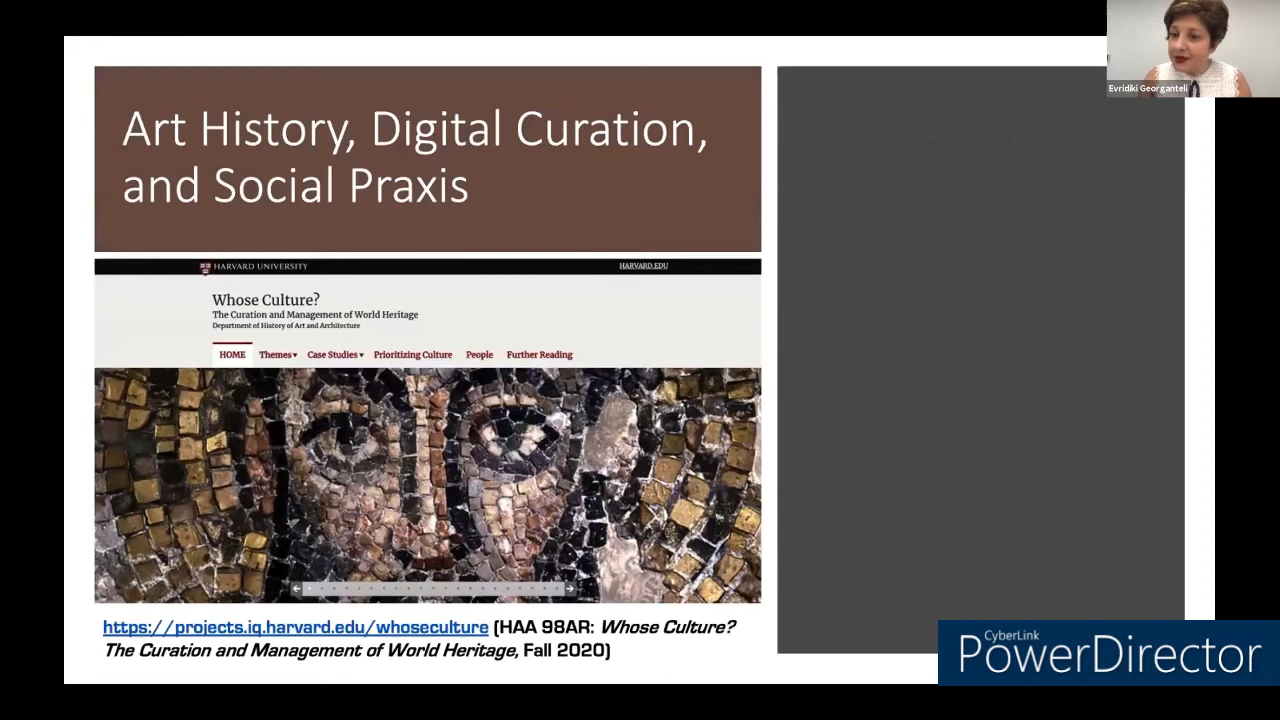 Evridiki Georganteli
Art History, Digital Curation,
and Social Praxis
HARVARD UNIVERSITY
HARVARD.EDU
Whose Culture?
The Curation and Management of World Heritage
Department of History of Art and Architecture
HOME Themes Case Studies Prioritizing Culture People Further Reading
https://projects.iq.harvard.edu/whoseculture (HAA 98AR: Whose Culture?
The Curation and Management of World Heritage, Fall 2020)
CyberLink
PowerDirector